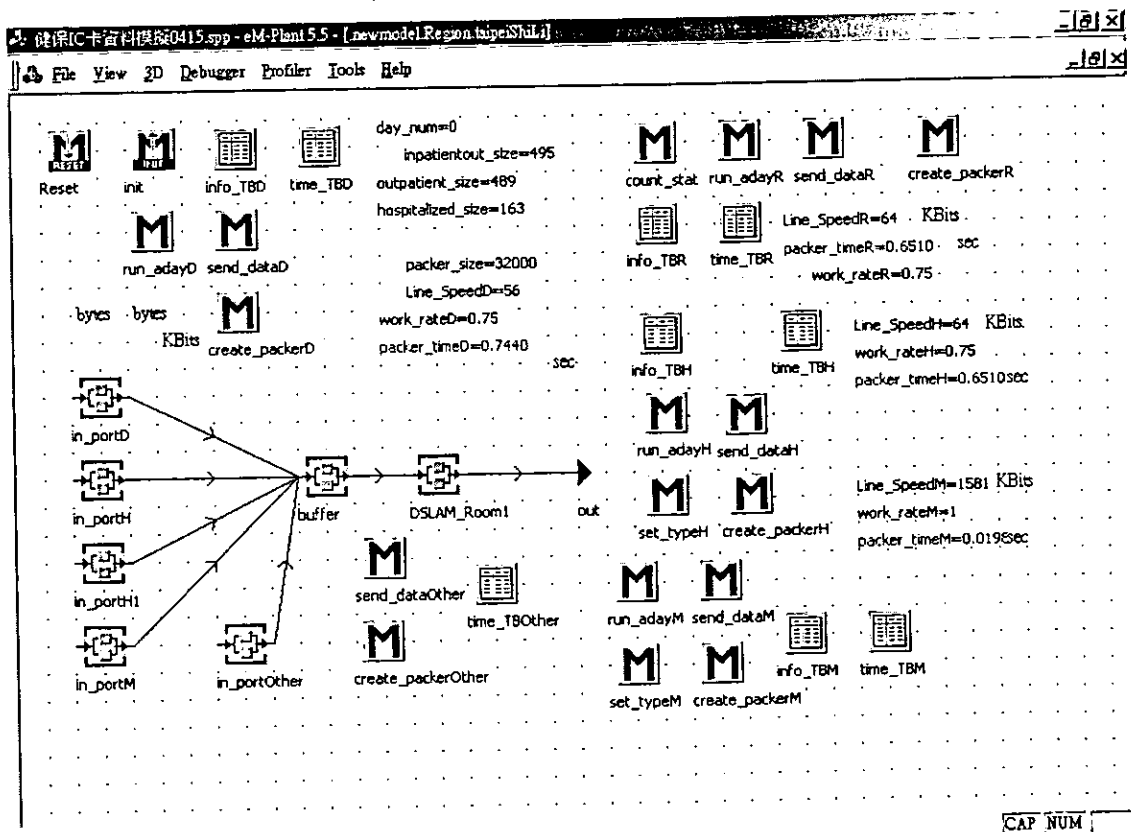 健保IC卡資料模擬0415.spp - eM-Plant 5.5 - [.newmodel.Region.taipeiShiLi]
File View 3D Debugger Profiler Tools Help
day_num=0
inpatientout_size=495
outpatient_size=489
hospitalized_size=163
Reset init info_TBD time_TBD
run_adayD send_dataD
packer_size=32000
Line_SpeedD=56
work_rateD=0.75
packer_timeD=0.7440
bytes bytes
KBits
create_packerD
sec
count_stat run_adayR send_dataR create_packerR
info_TBR time_TBR
Line_SpeedR=64 KBits
packer_timeR=0.6510 sec
work_rateR=0.75
info_TBH time_TBH
Line_SpeedH=64 KBits
work_rateH=0.75
packer_timeH=0.6510sec
run_adayH send_dataH
set_typeH create_packerH
Line_SpeedM=1581 KBits
work_rateM=1
packer_timeM=0.0198sec
in_portD
in_portH
buffer
DSLAM_Room1
out
in_portH1
in_portM
in_portOther
send_dataOther
time_TBOther
create_packerOther
run_adayM send_dataM
info_TBM time_TBM
set_typeM create_packerM
CAP NUM